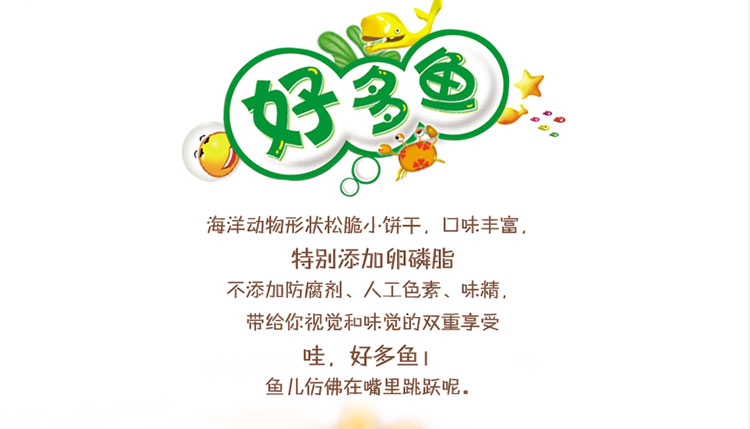 好多鱼
海洋动物形状松脆小饼干，口味丰富，
特别添加卵磷脂
不添加防腐剂、人工色素、味精，
带给你视觉和味觉的双重享受
哇，好多鱼！
鱼儿仿佛在嘴里跳跃呢。